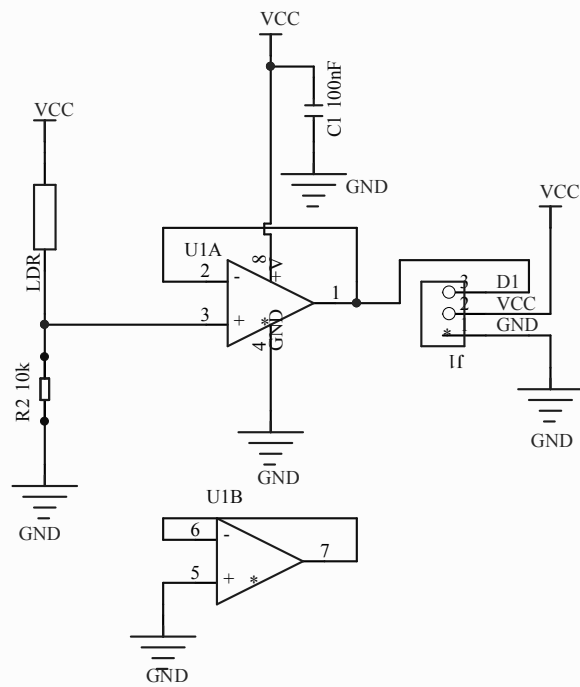 VCC
C1 100nF
GND
VCC
LDR
R2 10k
GND
U1A
2
-
3
+
8
+V
*
4
GND
1
GND
VCC
3
D1
2
VCC
1
GND
*
J1
GND
U1B
6
-
5
+
*
7
GND